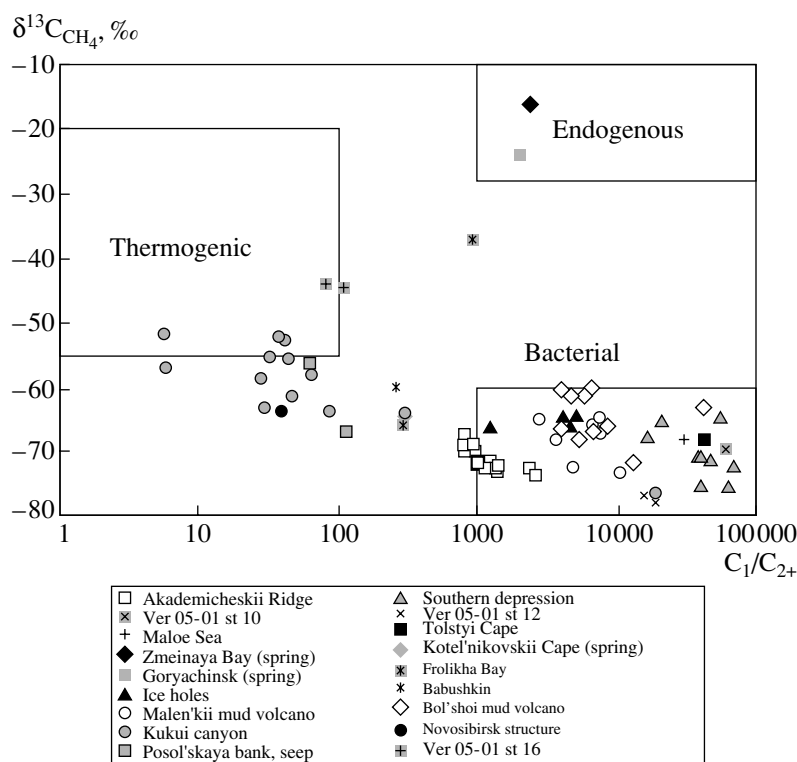 δ¹³C_CH₄, ‰
−10
Endogenous
−20
−30
Thermogenic
−40
−50
Bacterial
−60
−70
−80
1 10 100 1000 10000 100000
C₁/C₂₊
Akademicheskii Ridge
Ver 05-01 st 10
Maloe Sea
Zmeinaya Bay (spring)
Goryachinsk (spring)
Ice holes
Malen'kii mud volcano
Kukui canyon
Posol'skaya bank, seep
Southern depression
Ver 05-01 st 12
Tolstyi Cape
Kotel'nikovskii Cape (spring)
Frolikha Bay
Babushkin
Bol'shoi mud volcano
Novosibirsk structure
Ver 05-01 st 16